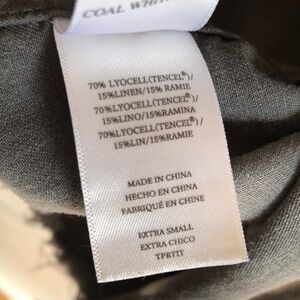 COAL WHI
70% LYOCELL(TENCEL®)/
15%LINEN/15% RAMIE
70%LYOCELL(TENCEL®)/
15%LINO/15%RAMINA
70%LYOCELL(TENCEL®)/
15%LIN/15%RAMIE
MADE IN CHINA
HECHO EN CHINA
FABRIQUÉ EN CHINE
EXTRA SMALL
EXTRA CHICO
TPETIT